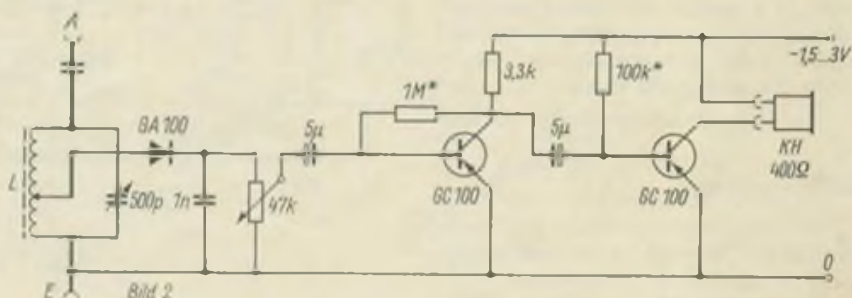 A
GA 100
L
500p
1n
47k
5µ
1M*
3,3k
GC 100
5µ
100k*
GC 100
-1,5...3V
KH
400Ω
0
E
Bild 2